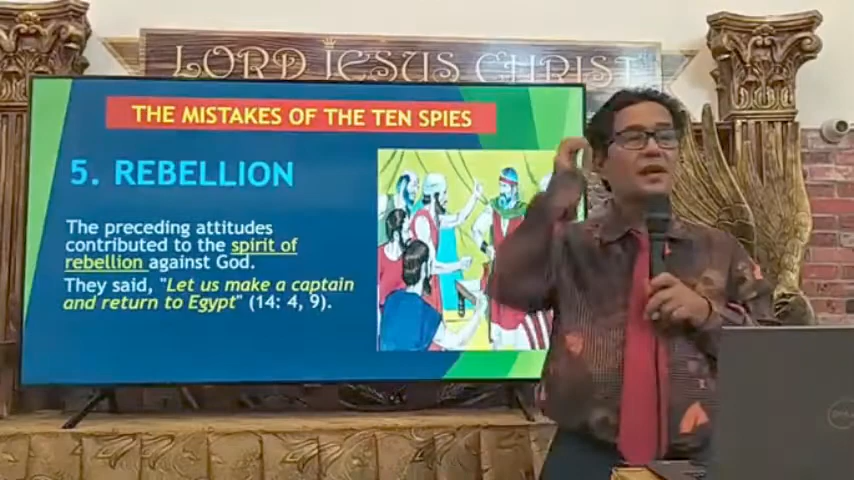 LORD JESUS CHRIST
THE MISTAKES OF THE TEN SPIES
5. REBELLION
The preceding attitudes
contributed to the spirit of
rebellion against God.
They said, "Let us make a captain
and return to Egypt" (14: 4, 9).
DELL